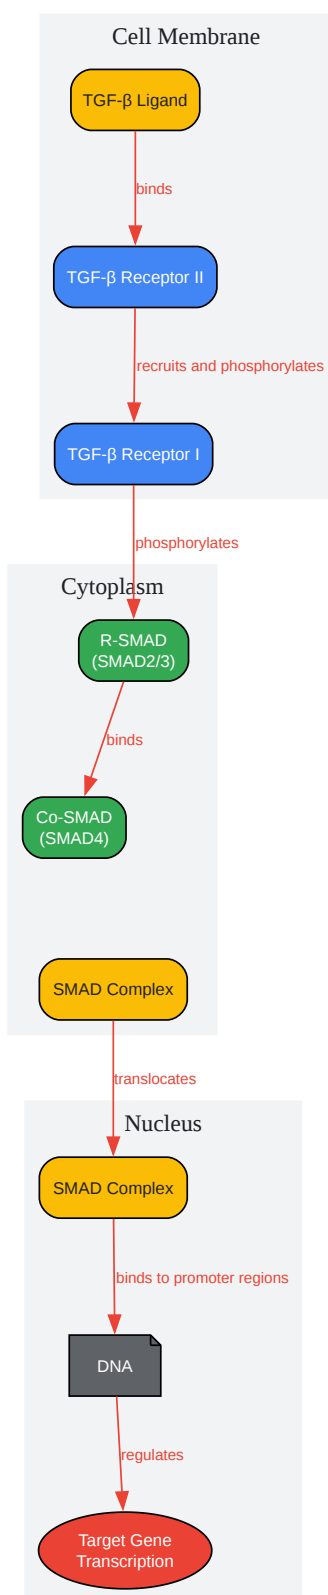 Cell Membrane
TGF-β Ligand
binds
TGF-β Receptor II
recruits and phosphorylates
TGF-β Receptor I
phosphorylates
Cytoplasm
R-SMAD
(SMAD2/3)
binds
Co-SMAD
(SMAD4)
SMAD Complex
translocates
Nucleus
SMAD Complex
binds to promoter regions
DNA
regulates
Target Gene
Transcription